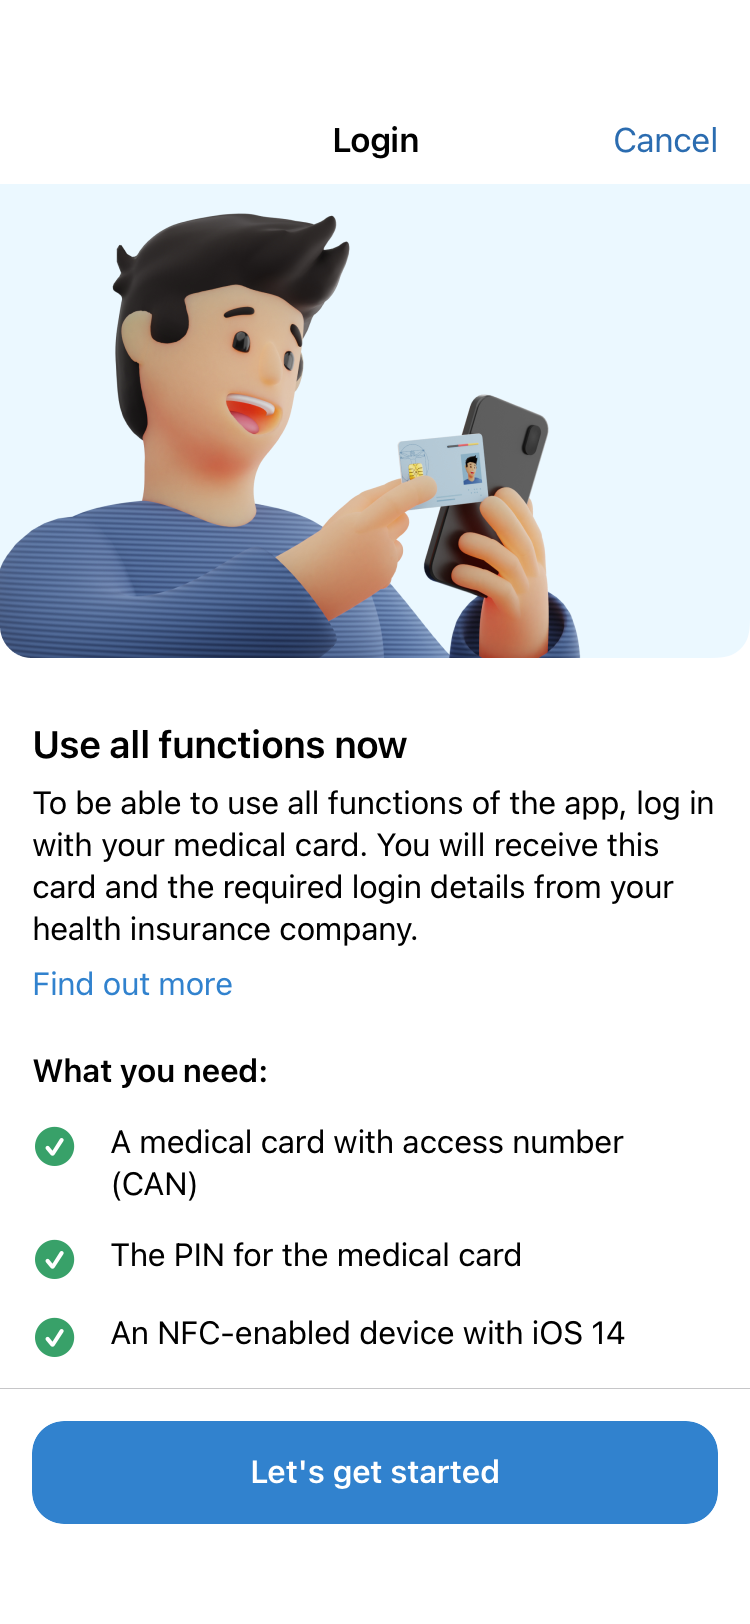 Login
Cancel
Use all functions now
To be able to use all functions of the app, log in
with your medical card. You will receive this
card and the required login details from your
health insurance company.
Find out more
What you need:
A medical card with access number
(CAN)
The PIN for the medical card
An NFC-enabled device with iOS 14
Let's get started